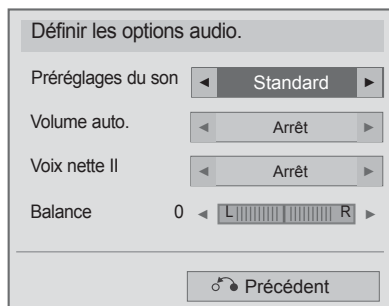 Définir les options audio.
Préréglages du son ◄ Standard ►
Volume auto. ◄ Arrêt ►
Voix nette II ◄ Arrêt ►
Balance 0 ◄ L R ►
Précédent